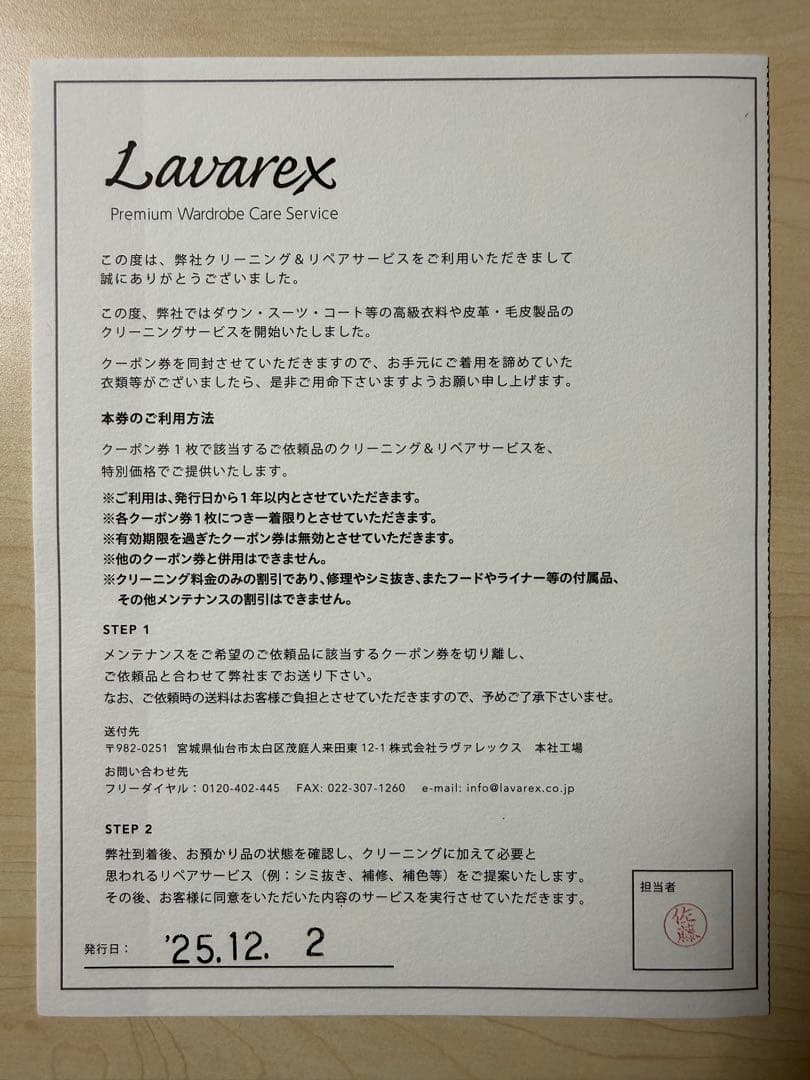 Lavarex
Premium Wardrobe Care Service
この度は、弊社クリーニング＆リペアサービスをご利用いただきまして
誠にありがとうございました。
この度、弊社ではダウン・スーツ・コート等の高級衣料や皮革・毛皮製品の
クリーニングサービスを開始いたしました。
クーポン券を同封させていただきますので、お手元にご着用を諦めていた
衣類等がございましたら、是非ご用命下さいますようお願い申し上げます。
本券のご利用方法
クーポン券１枚で該当するご依頼品のクリーニング＆リペアサービスを、
特別価格でご提供いたします。
※ご利用は、発行日から１年以内とさせていただきます。
※各クーポン券１枚につき一着限りとさせていただきます。
※有効期限を過ぎたクーポン券は無効とさせていただきます。
※他のクーポン券と併用はできません。
※クリーニング料金のみの割引であり、修理やシミ抜き、またフードやライナー等の付属品、
その他メンテナンスの割引はできません。
STEP 1
メンテナンスをご希望のご依頼品に該当するクーポン券を切り離し、
ご依頼品と合わせて弊社までお送り下さい。
なお、ご依頼時の送料はお客様ご負担とさせていただきますので、予めご了承下さいませ。
送付先
〒982-0251 宮城県仙台市太白区茂庭人来田東 12-1 株式会社ラヴァレックス 本社工場
お問い合わせ先
フリーダイヤル：0120-402-445 FAX: 022-307-1260 e-mail: info@lavarex.co.jp
STEP 2
弊社到着後、お預かり品の状態を確認し、クリーニングに加えて必要と
思われるリペアサービス（例：シミ抜き、補修、補色等）をご提案いたします。
その後、お客様に同意をいただいた内容のサービスを実行させていただきます。
担当者
佐藤
発行日： '25.12. 2